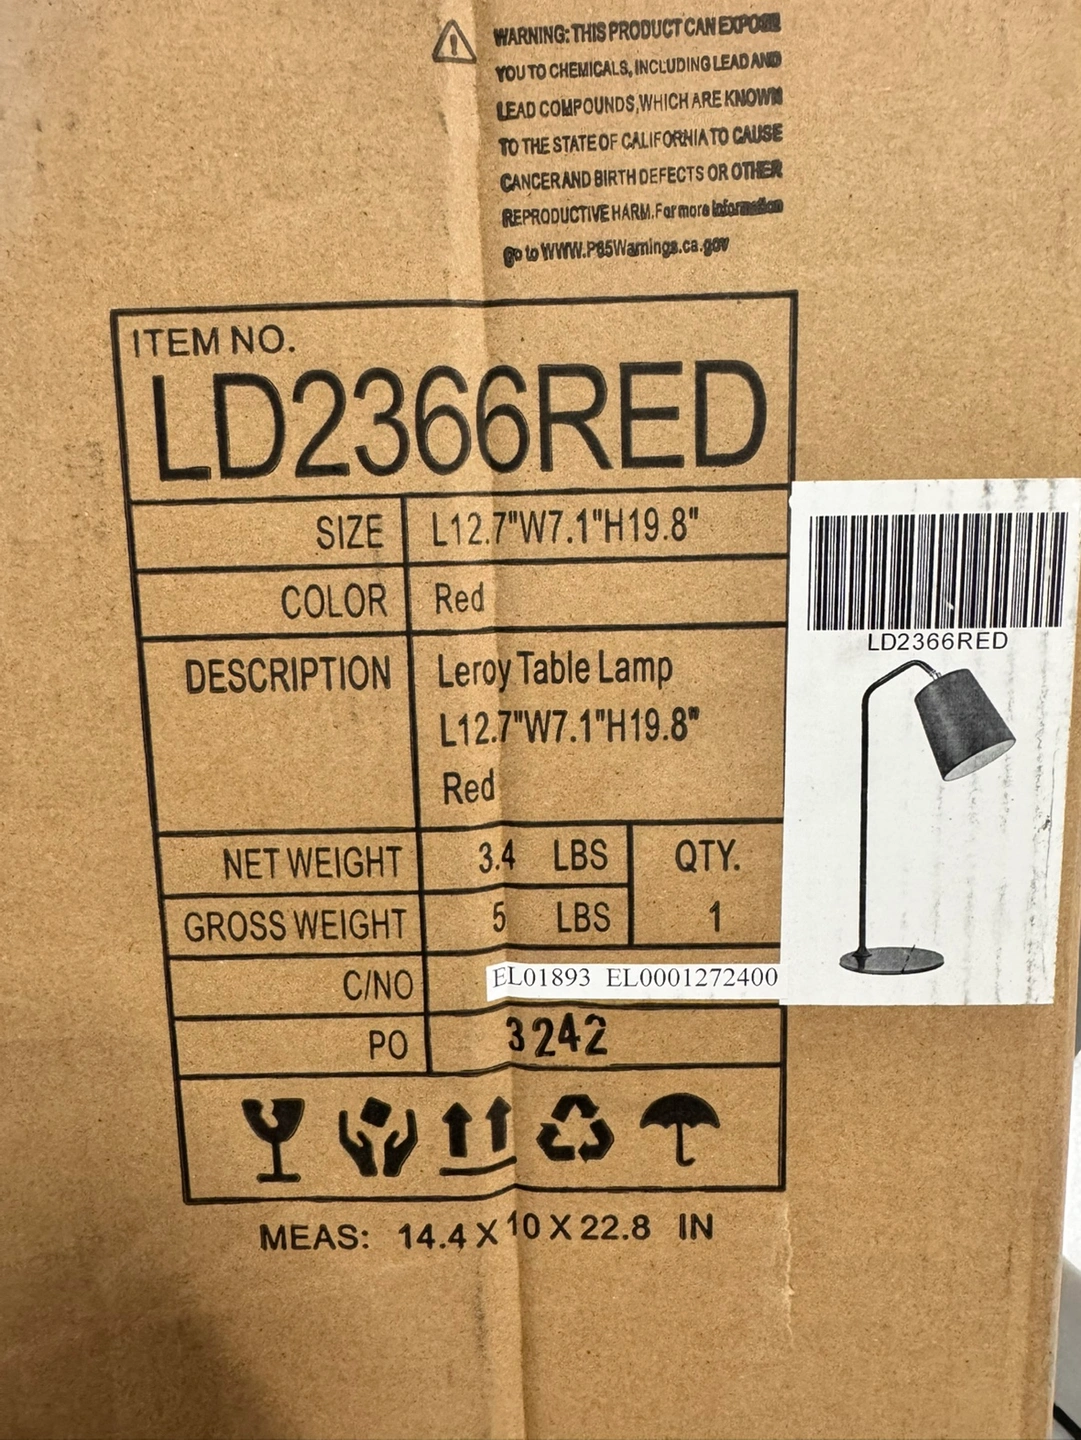 WARNING: THIS PRODUCT CAN EXPOSE
YOU TO CHEMICALS, INCLUDING LEAD AND
LEAD COMPOUNDS, WHICH ARE KNOWN
TO THE STATE OF CALIFORNIA TO CAUSE
CANCER AND BIRTH DEFECTS OR OTHER
REPRODUCTIVE HARM. For more information
go to WWW.P65Warnings.ca.gov
ITEM NO.
LD2366RED
SIZE L12.7"W7.1"H19.8"
COLOR Red
DESCRIPTION Leroy Table Lamp
L12.7"W7.1"H19.8"
Red
NET WEIGHT 3.4 LBS QTY.
GROSS WEIGHT 5 LBS 1
C/NO EL01893 EL0001272400
PO 3242
MEAS: 14.4 X 10 X 22.8 IN
LD2366RED